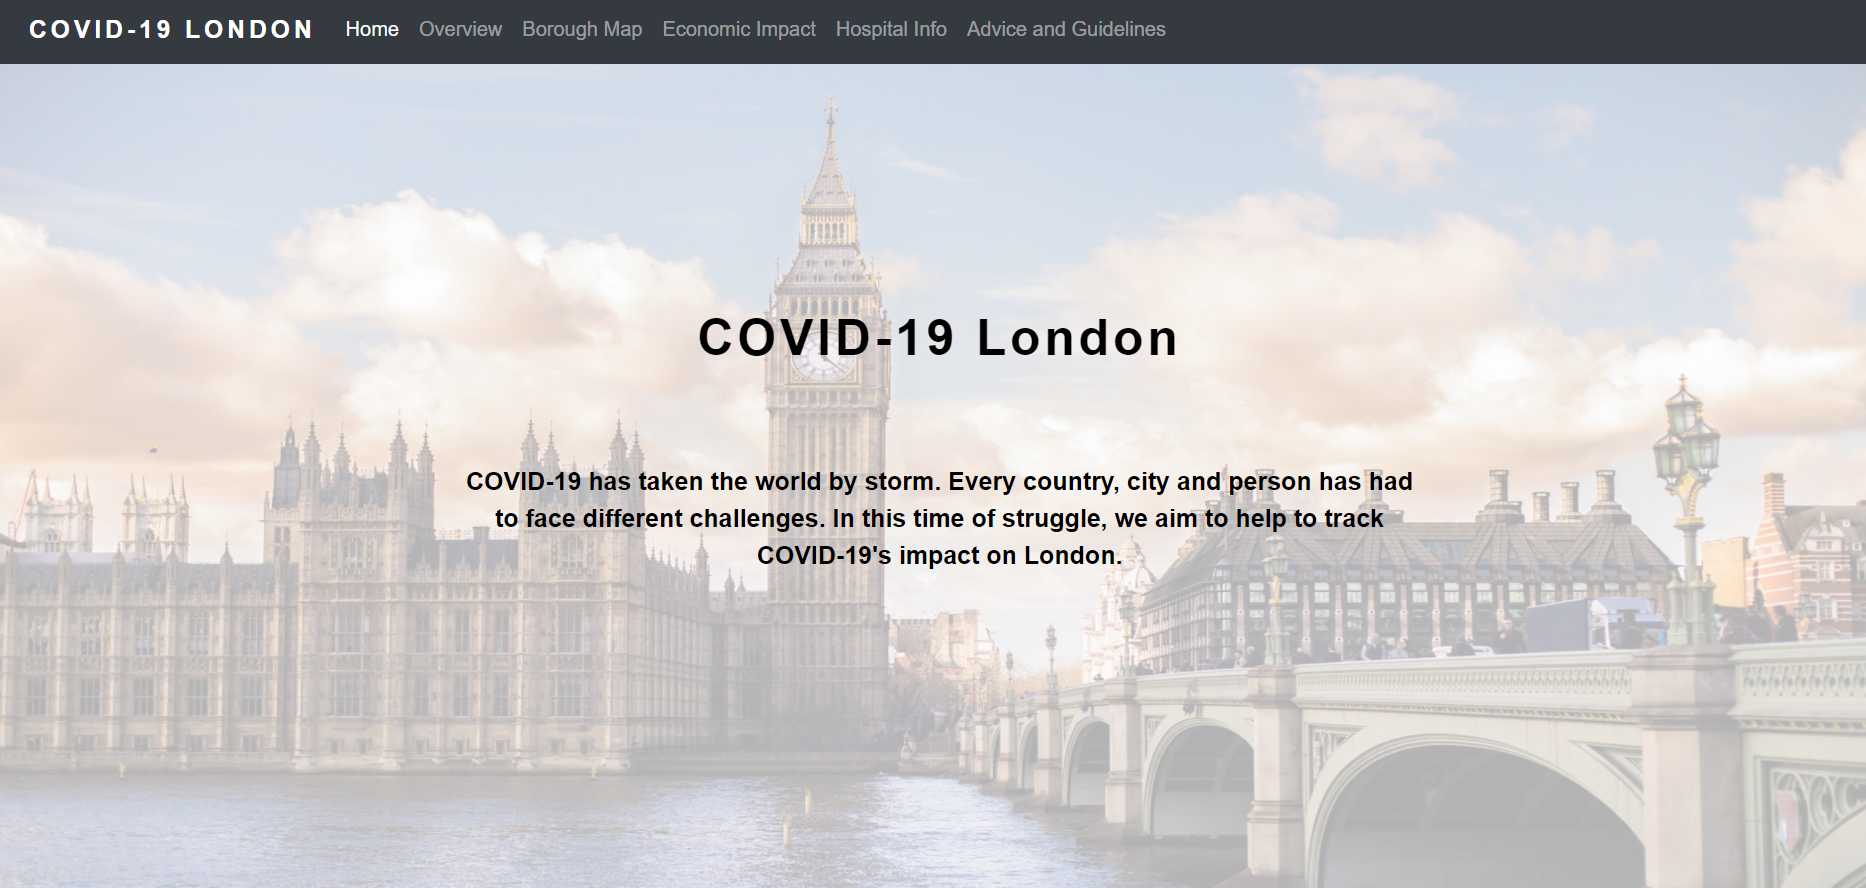 COVID-19 LONDON Home Overview Borough Map Economic Impact Hospital Info Advice and Guidelines
COVID-19 London
COVID-19 has taken the world by storm. Every country, city and person has had
to face different challenges. In this time of struggle, we aim to help to track
COVID-19's impact on London.